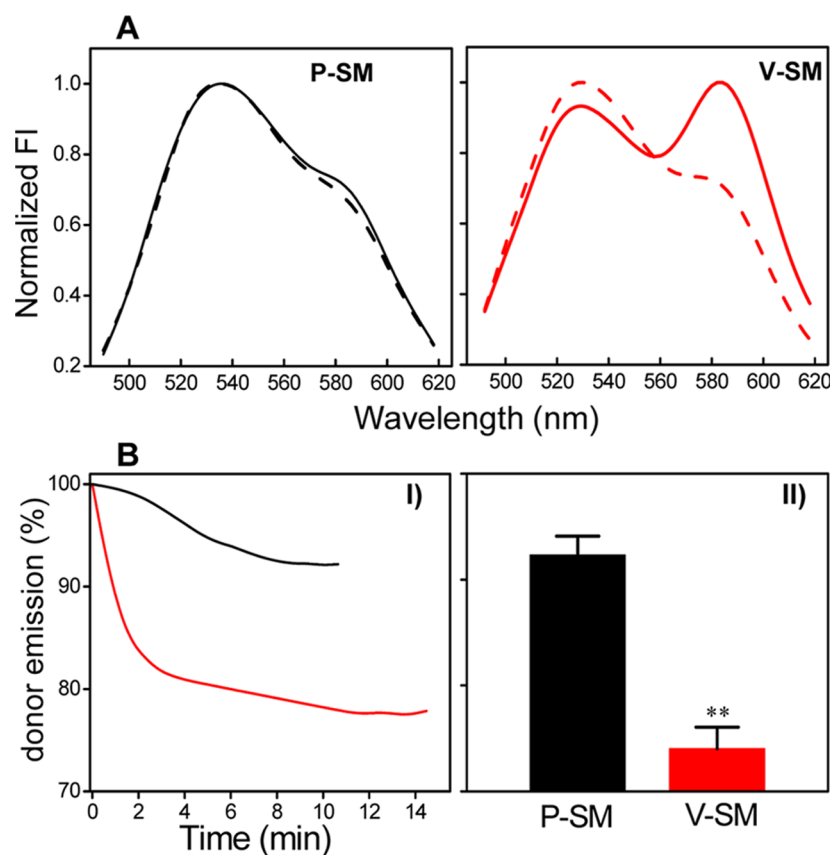 A
P-SM
V-SM
Normalized FI
1.0
0.8
0.6
0.4
0.2
500 520 540 560 580 600 620
500 520 540 560 580 600 620
Wavelength (nm)
B
I)
II)
donor emission (%)
100
90
80
70
**
0 2 4 6 8 10 12 14
P-SM V-SM
Time (min)